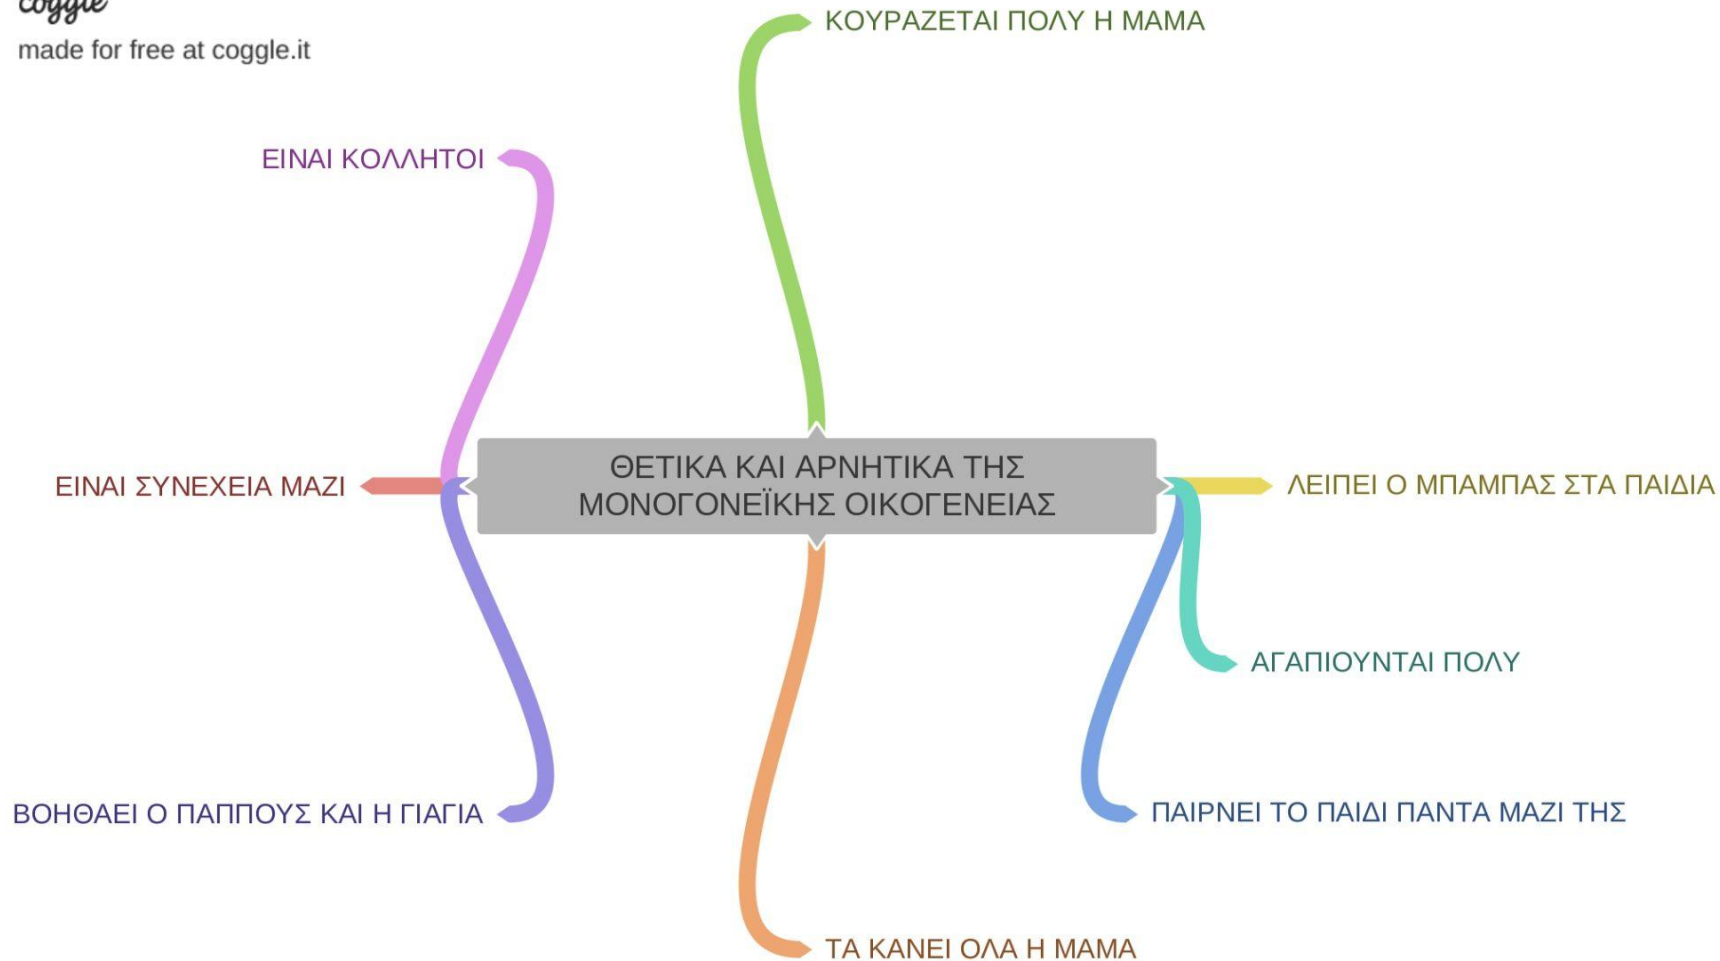 coggle
made for free at coggle.it
ΚΟΥΡΑΖΕΤΑΙ ΠΟΛΥ Η ΜΑΜΑ
ΕΙΝΑΙ ΚΟΛΛΗΤΟΙ
ΘΕΤΙΚΑ ΚΑΙ ΑΡΝΗΤΙΚΑ ΤΗΣ
ΜΟΝΟΓΟΝΕΪΚΗΣ ΟΙΚΟΓΕΝΕΙΑΣ
ΕΙΝΑΙ ΣΥΝΕΧΕΙΑ ΜΑΖΙ
ΛΕΙΠΕΙ Ο ΜΠΑΜΠΑΣ ΣΤΑ ΠΑΙΔΙΑ
ΑΓΑΠΙΟΥΝΤΑΙ ΠΟΛΥ
ΒΟΗΘΑΕΙ Ο ΠΑΠΠΟΥΣ ΚΑΙ Η ΓΙΑΓΙΑ
ΠΑΙΡΝΕΙ ΤΟ ΠΑΙΔΙ ΠΑΝΤΑ ΜΑΖΙ ΤΗΣ
ΤΑ ΚΑΝΕΙ ΟΛΑ Η ΜΑΜΑ